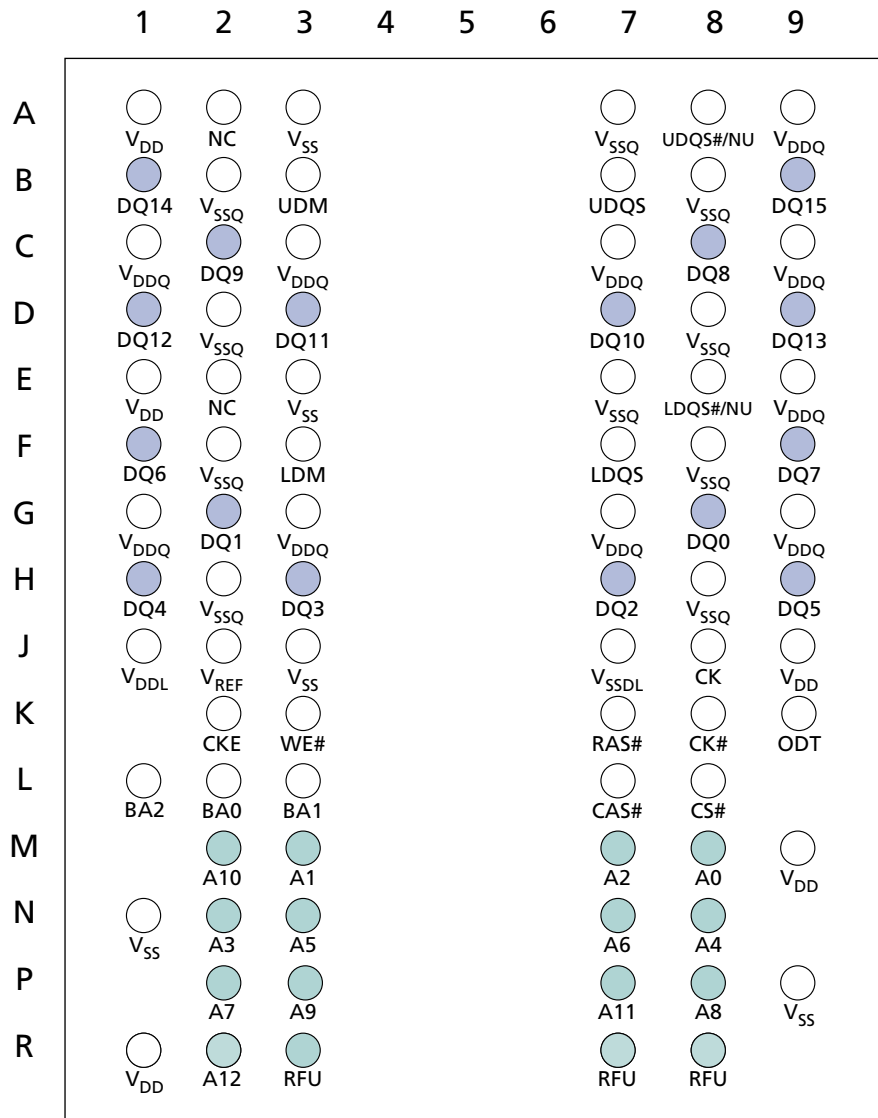 1 2 3 4 5 6 7 8 9
A
VDD NC VSS VSSQ UDQS#/NU VDDQ
B
DQ14 VSSQ UDM UDQS VSSQ DQ15
C
VDDQ DQ9 VDDQ VDDQ DQ8 VDDQ
D
DQ12 VSSQ DQ11 DQ10 VSSQ DQ13
E
VDD NC VSS VSSQ LDQS#/NU VDDQ
F
DQ6 VSSQ LDM LDQS VSSQ DQ7
G
VDDQ DQ1 VDDQ VDDQ DQ0 VDDQ
H
DQ4 VSSQ DQ3 DQ2 VSSQ DQ5
J
VDDL VREF VSS VSSDL CK VDD
K
CKE WE# RAS# CK# ODT
L
BA2 BA0 BA1 CAS# CS#
M
A10 A1 A2 A0 VDD
N
VSS A3 A5 A6 A4
P
A7 A9 A11 A8 VSS
R
VDD A12 RFU RFU RFU